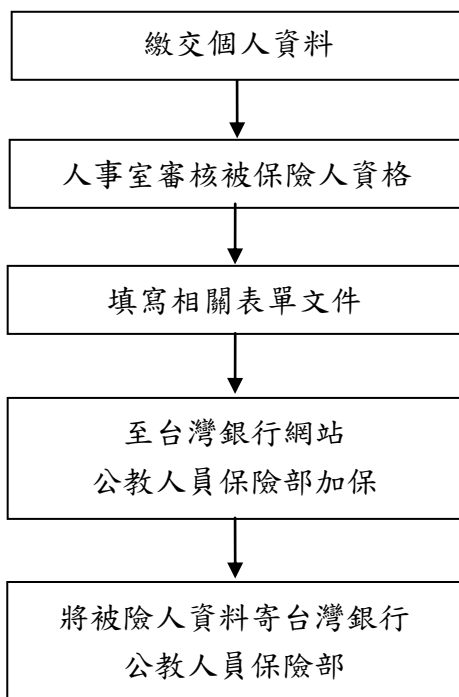 繳交個人資料
人事室審核被保險人資格
填寫相關表單文件
至台灣銀行網站
公教人員保險部加保
將被險人資料寄台灣銀行
公教人員保險部